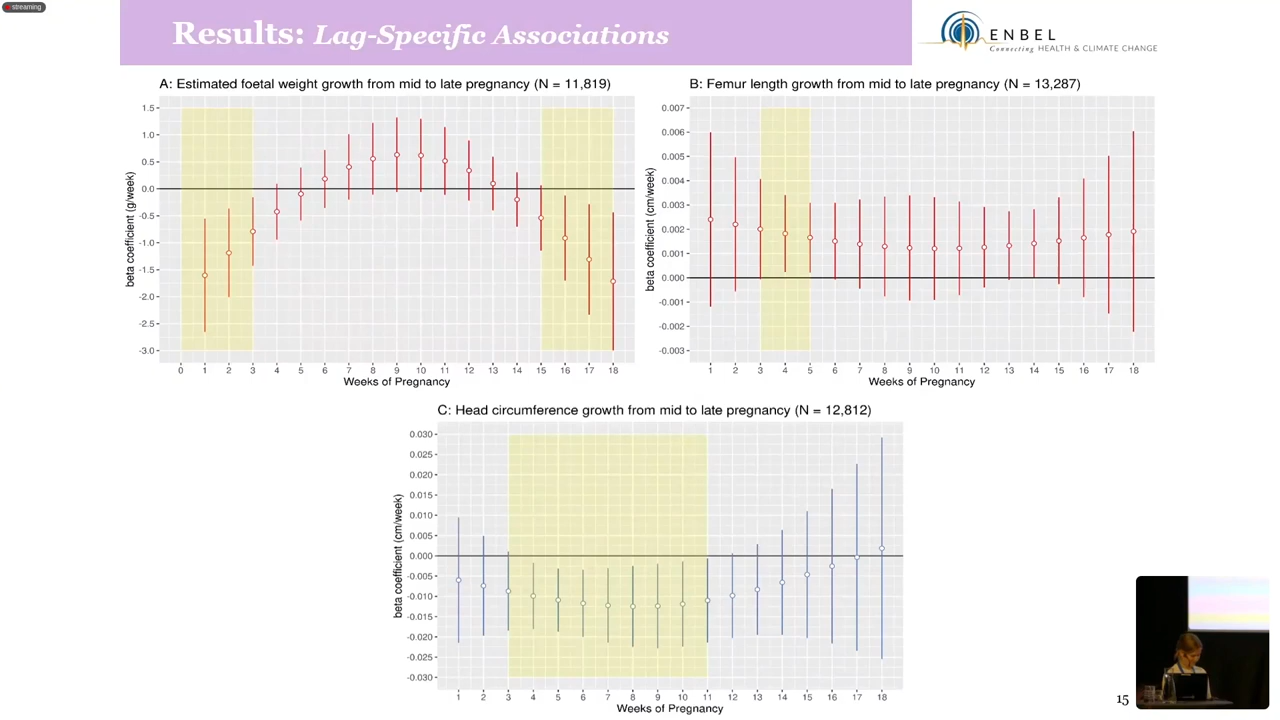 streaming
Results: Lag-Specific Associations
ENBEL
Connecting HEALTH & CLIMATE CHANGE
A: Estimated foetal weight growth from mid to late pregnancy (N = 11,819)
beta coefficient (g/week)
1.5
1.0
0.5
0.0
-0.5
-1.0
-1.5
-2.0
-2.5
-3.0
0 1 2 3 4 5 6 7 8 9 10 11 12 13 14 15 16 17 18
Weeks of Pregnancy
B: Femur length growth from mid to late pregnancy (N = 13,287)
beta coefficient (cm/week)
0.007
0.006
0.005
0.004
0.003
0.002
0.001
0.000
-0.001
-0.002
-0.003
1 2 3 4 5 6 7 8 9 10 11 12 13 14 15 16 17 18
Weeks of Pregnancy
C: Head circumference growth from mid to late pregnancy (N = 12,812)
beta coefficient (cm/week)
0.030
0.025
0.020
0.015
0.010
0.005
0.000
-0.005
-0.010
-0.015
-0.020
-0.025
-0.030
1 2 3 4 5 6 7 8 9 10 11 12 13 14 15 16 17 18
Weeks of Pregnancy
15